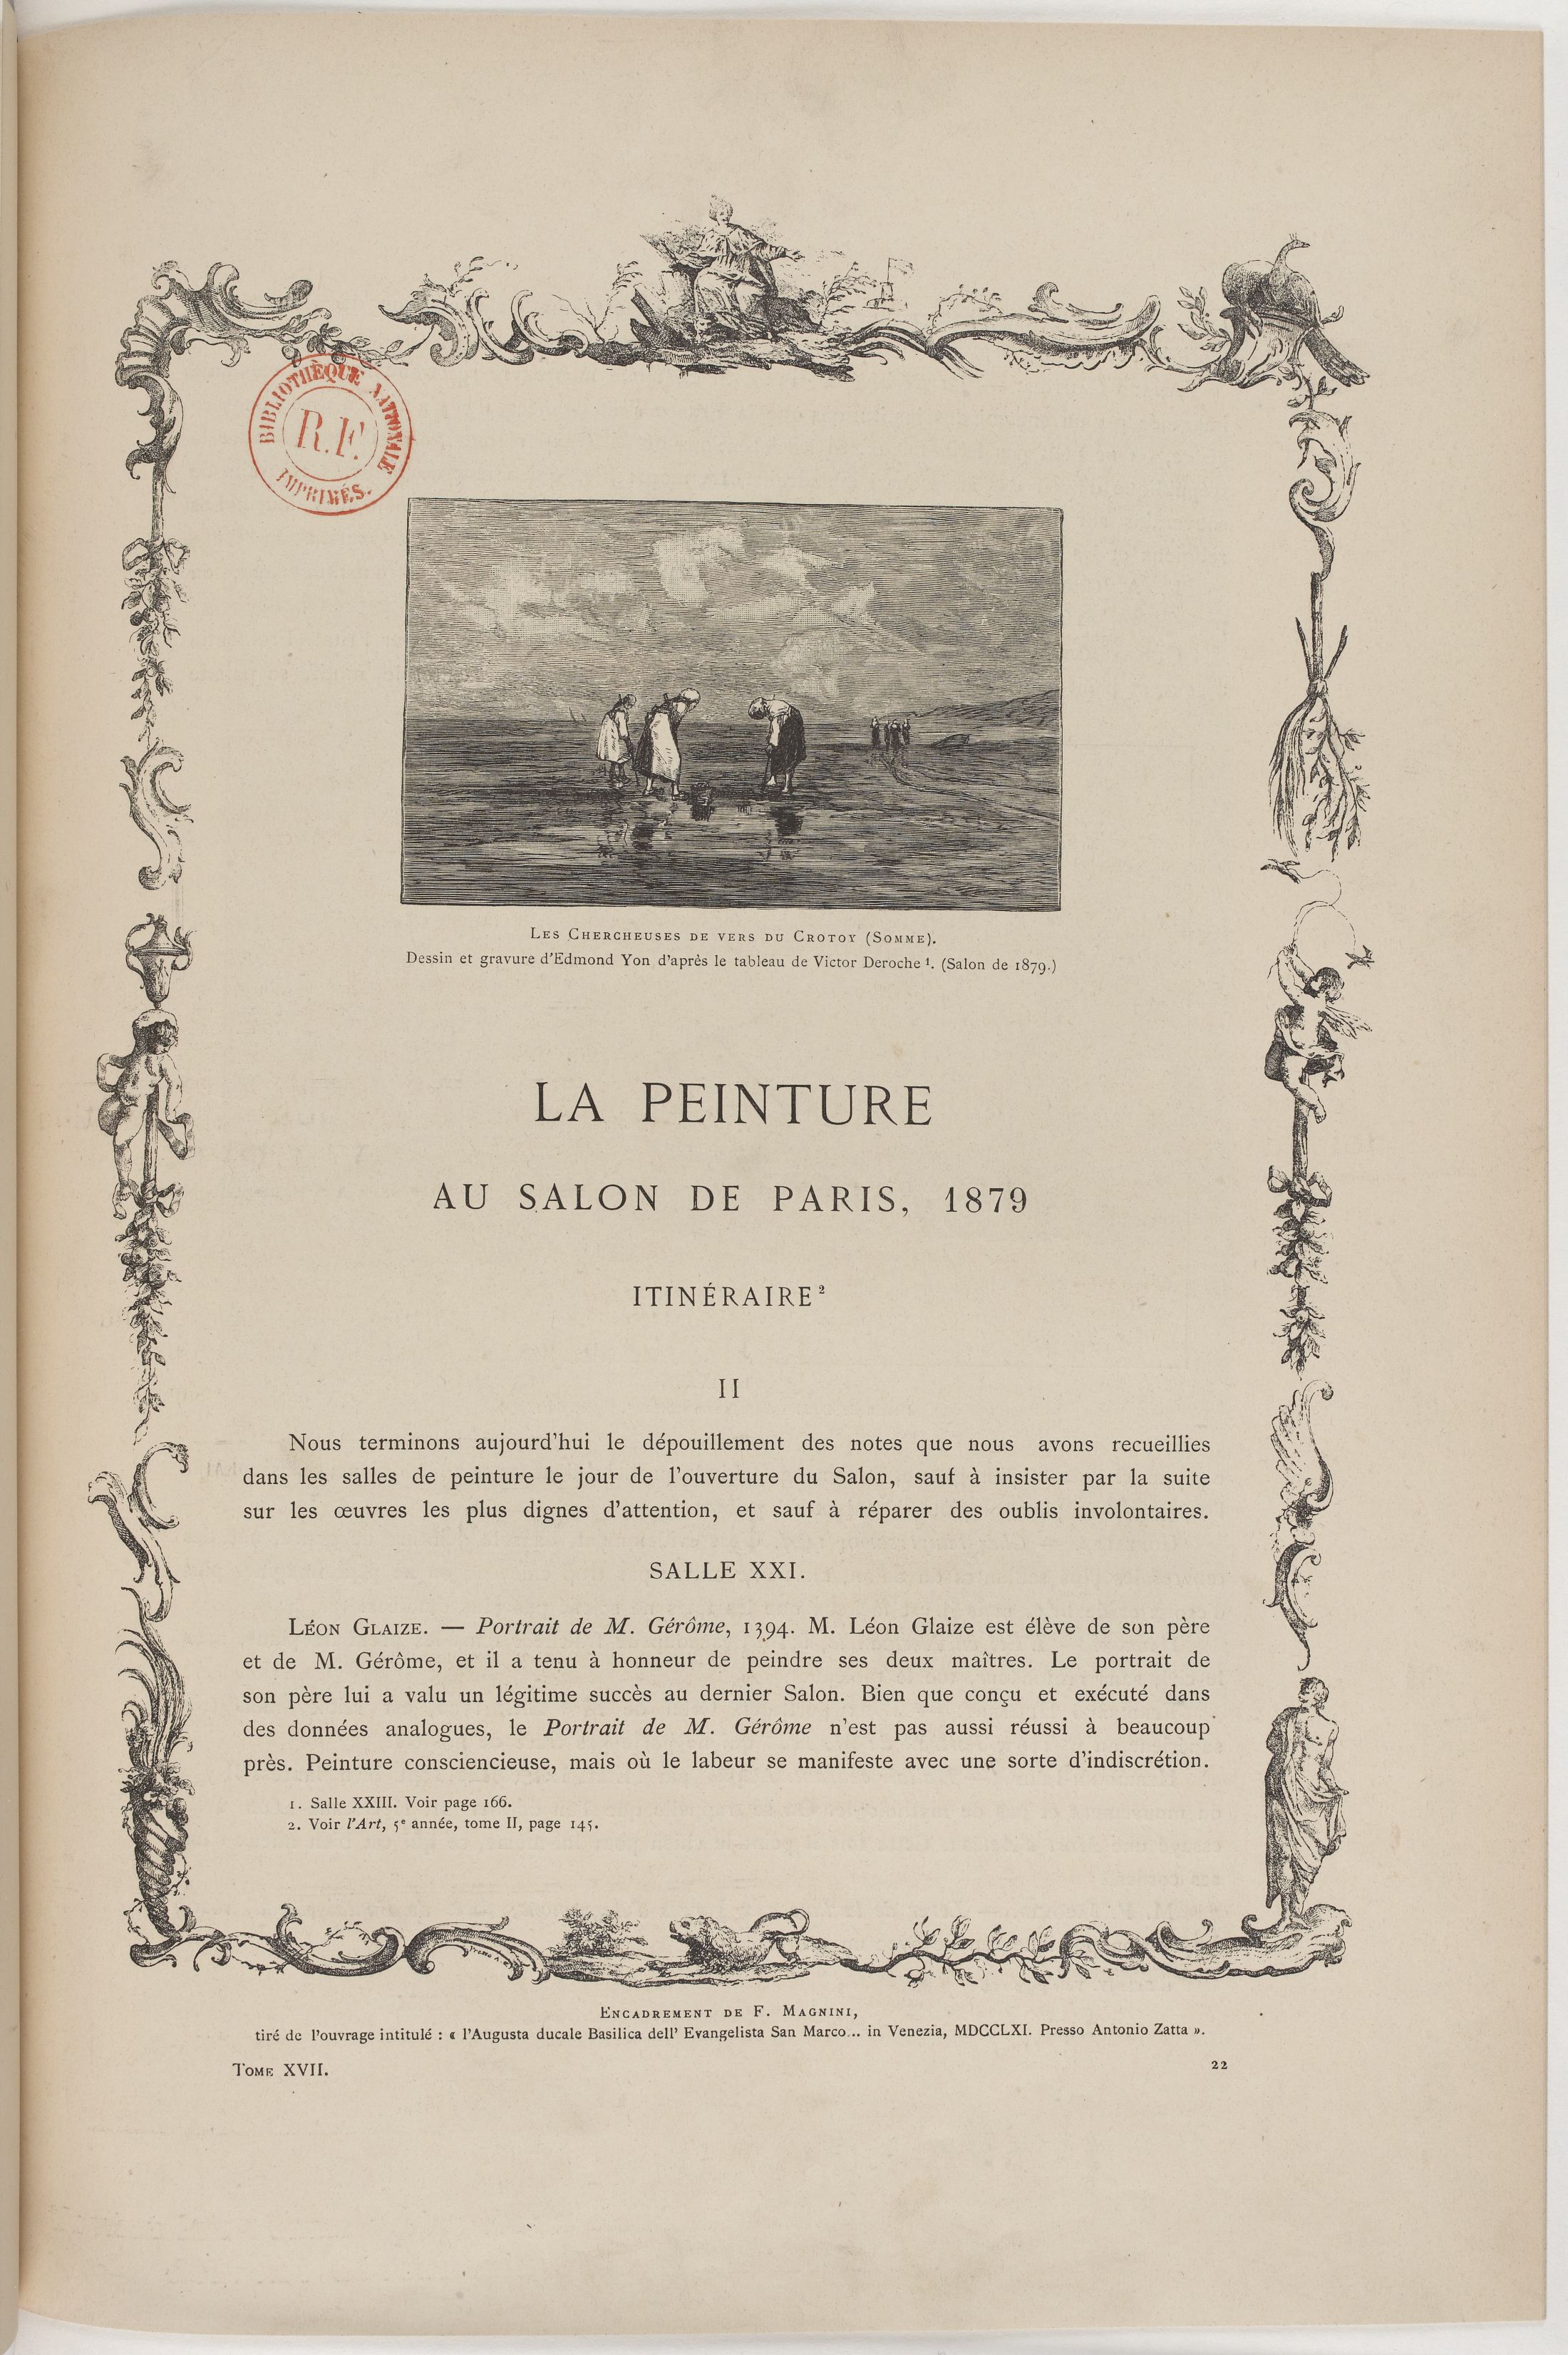 BIBLIOTHÈQUE NATIONALE
R.F.
IMPRIMÉS.
LES CHERCHEUSES DE VERS DU CROTOY (SOMME).
Dessin et gravure d'Edmond Yon d'après le tableau de Victor Deroche ¹. (Salon de 1879.)
LA PEINTURE
AU SALON DE PARIS, 1879
ITINÉRAIRE ²
II
Nous terminons aujourd'hui le dépouillement des notes que nous avons recueillies
dans les salles de peinture le jour de l'ouverture du Salon, sauf à insister par la suite
sur les œuvres les plus dignes d'attention, et sauf à réparer des oublis involontaires.
SALLE XXI.
LÉON GLAIZE. — Portrait de M. Gérôme, 1394. M. Léon Glaize est élève de son père
et de M. Gérôme, et il a tenu à honneur de peindre ses deux maîtres. Le portrait de
son père lui a valu un légitime succès au dernier Salon. Bien que conçu et exécuté dans
des données analogues, le Portrait de M. Gérôme n'est pas aussi réussi à beaucoup
près. Peinture consciencieuse, mais où le labeur se manifeste avec une sorte d'indiscrétion.
1. Salle XXIII. Voir page 166.
2. Voir l'Art, 5e année, tome II, page 145.
ENCADREMENT DE F. MAGNINI,
tiré de l'ouvrage intitulé : « l'Augusta ducale Basilica dell' Evangelista San Marco... in Venezia, MDCCLXI. Presso Antonio Zatta ».
TOME XVII.
22